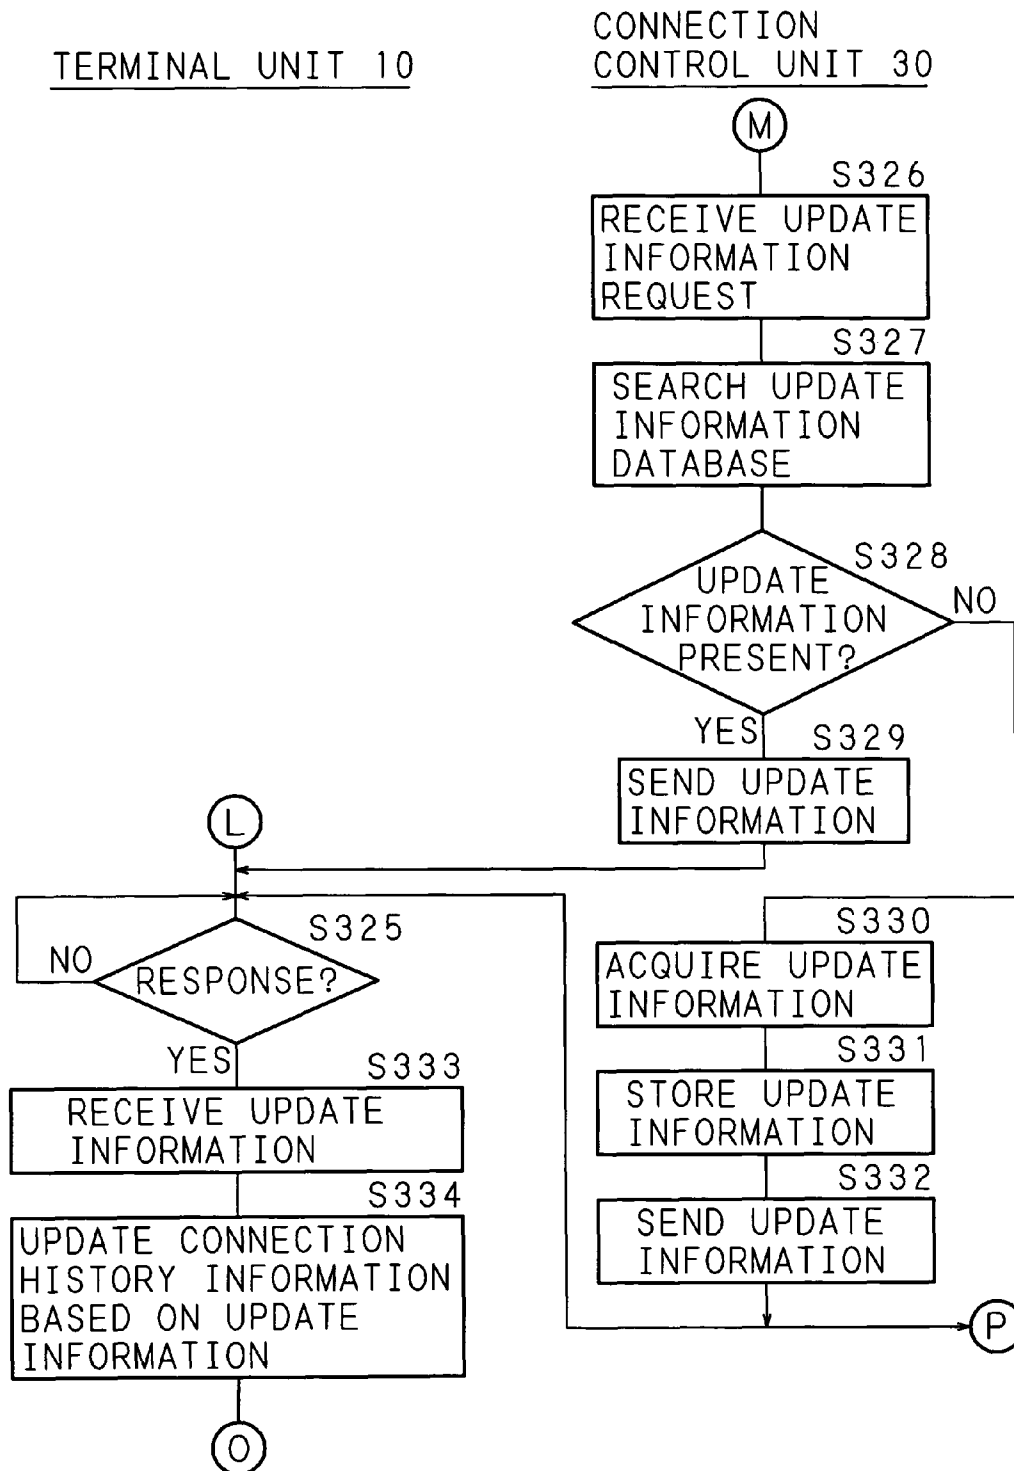 TERMINAL UNIT 10
CONNECTION
CONTROL UNIT 30
M
S326
RECEIVE UPDATE
INFORMATION
REQUEST
S327
SEARCH UPDATE
INFORMATION
DATABASE
S328
UPDATE
INFORMATION
PRESENT?
NO
YES
S329
SEND UPDATE
INFORMATION
L
S325
RESPONSE?
NO
YES
S330
ACQUIRE UPDATE
INFORMATION
S331
STORE UPDATE
INFORMATION
S332
SEND UPDATE
INFORMATION
P
S333
RECEIVE UPDATE
INFORMATION
S334
UPDATE CONNECTION
HISTORY INFORMATION
BASED ON UPDATE
INFORMATION
O